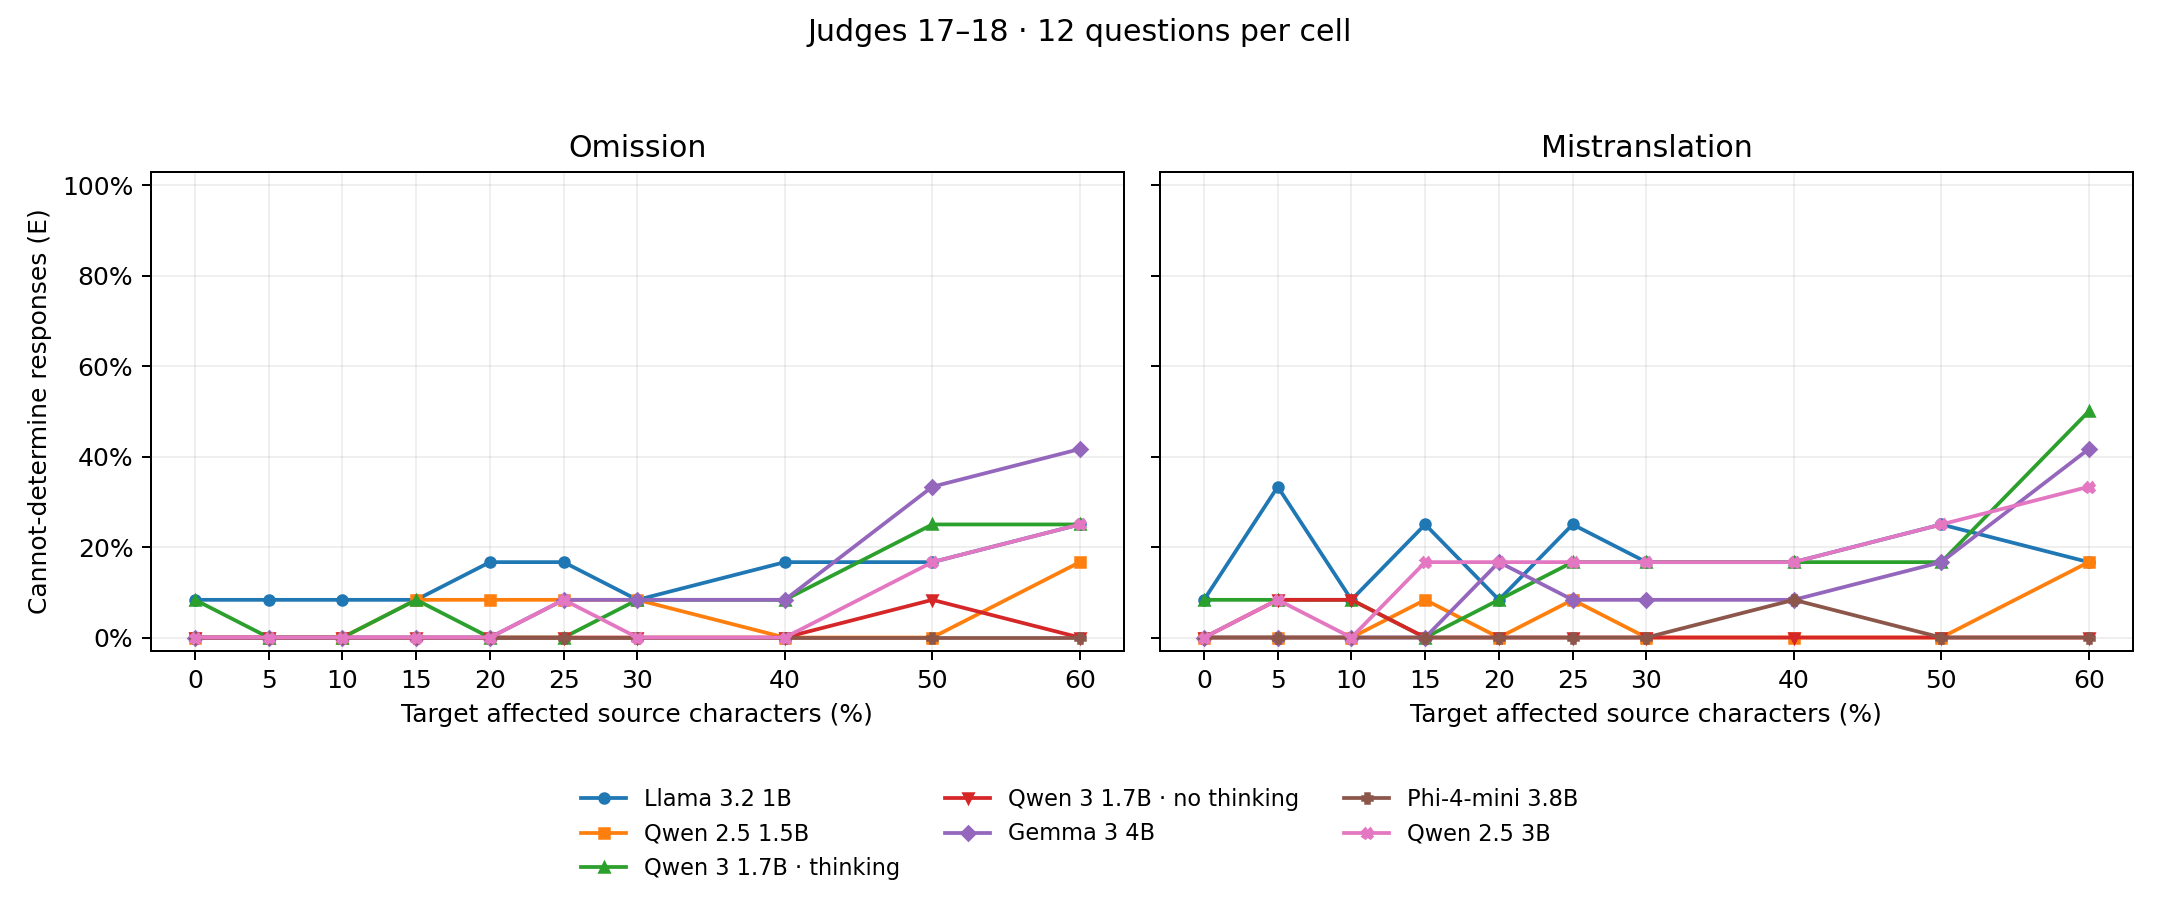 Judges 17–18 · 12 questions per cell
Omission
Mistranslation
Cannot-determine responses (E)
100%
80%
60%
40%
20%
0%
0 5 10 15 20 25 30 40 50 60
0 5 10 15 20 25 30 40 50 60
Target affected source characters (%)
Target affected source characters (%)
Llama 3.2 1B
Qwen 2.5 1.5B
Qwen 3 1.7B · thinking
Qwen 3 1.7B · no thinking
Gemma 3 4B
Phi-4-mini 3.8B
Qwen 2.5 3B